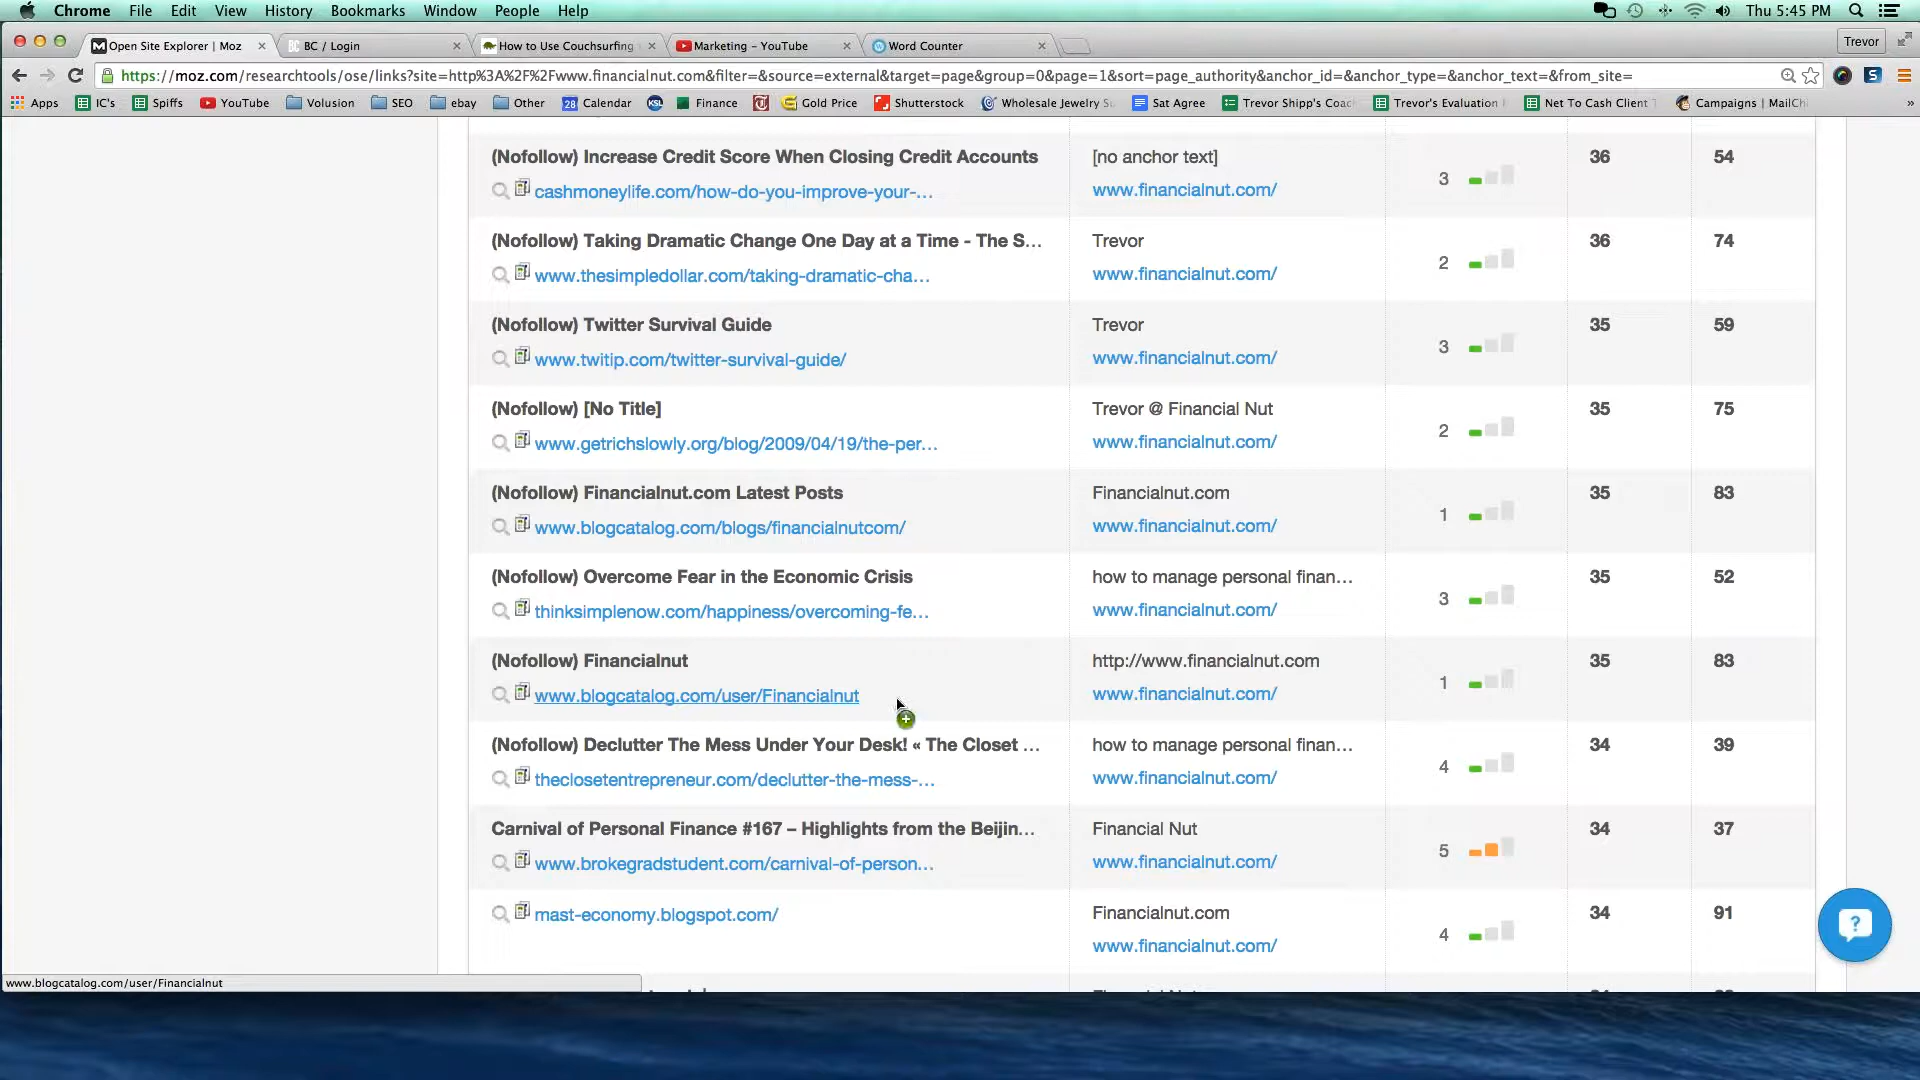 Chrome File Edit View History Bookmarks Window People Help Thu 5:45 PM
Open Site Explorer | Moz × BC / Login × How to Use Couchsurfing × Marketing - YouTube × Word Counter × Trevor
https://moz.com/researchtools/ose/links?site=http%3A%2F%2Fwww.financialnut.com&filter=&source=external&target=page&group=0&page=1&sort=page_authority&anchor_id=&anchor_type=&anchor_text=&from_site=
Apps IC's Spiffs YouTube Volusion SEO ebay Other 28 Calendar KSL Finance Gold Price Shutterstock Wholesale Jewelry Su Sat Agree Trevor Shipp's Coac Trevor's Evaluation Net To Cash Client Campaigns | MailChi »
(Nofollow) Increase Credit Score When Closing Credit Accounts [no anchor text] 36 54
cashmoneylife.com/how-do-you-improve-your-… www.financialnut.com/ 3
(Nofollow) Taking Dramatic Change One Day at a Time - The S… Trevor 36 74
www.thesimpledollar.com/taking-dramatic-cha… www.financialnut.com/ 2
(Nofollow) Twitter Survival Guide Trevor 35 59
www.twitip.com/twitter-survival-guide/ www.financialnut.com/ 3
(Nofollow) [No Title] Trevor @ Financial Nut 35 75
www.getrichslowly.org/blog/2009/04/19/the-per… www.financialnut.com/ 2
(Nofollow) Financialnut.com Latest Posts Financialnut.com 35 83
www.blogcatalog.com/blogs/financialnutcom/ www.financialnut.com/ 1
(Nofollow) Overcome Fear in the Economic Crisis how to manage personal finan… 35 52
thinksimplenow.com/happiness/overcoming-fe… www.financialnut.com/ 3
(Nofollow) Financialnut http://www.financialnut.com 35 83
www.blogcatalog.com/user/Financialnut www.financialnut.com/ 1
(Nofollow) Declutter The Mess Under Your Desk! « The Closet … how to manage personal finan… 34 39
theclosetentrepreneur.com/declutter-the-mess-… www.financialnut.com/ 4
Carnival of Personal Finance #167 – Highlights from the Beijin… Financial Nut 34 37
www.brokegradstudent.com/carnival-of-person… www.financialnut.com/ 5
mast-economy.blogspot.com/ Financialnut.com 34 91
www.financialnut.com/ 4
www.blogcatalog.com/user/Financialnut